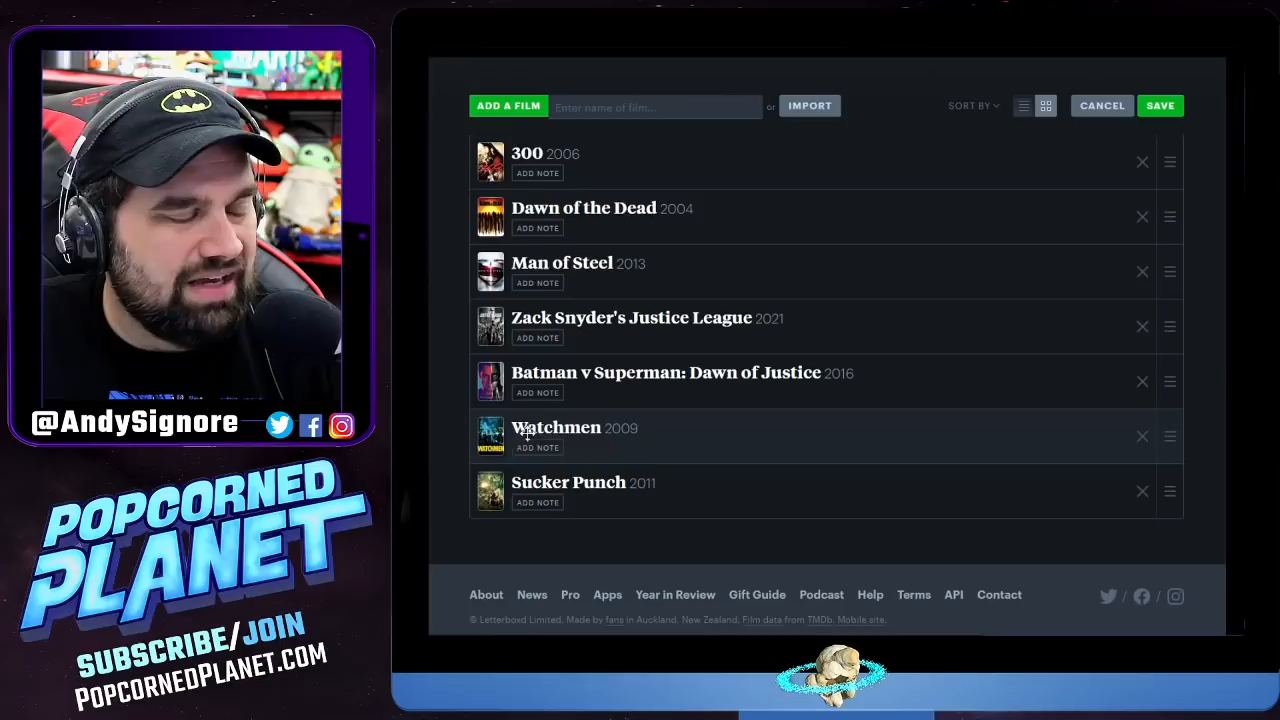 @AndySignore
POPCORNED
PLANET
SUBSCRIBE/JOIN
POPCORNEDPLANET.COM
ADD A FILM Enter name of film... or IMPORT SORT BY CANCEL SAVE
300 2006
ADD NOTE
Dawn of the Dead 2004
ADD NOTE
Man of Steel 2013
ADD NOTE
Zack Snyder's Justice League 2021
ADD NOTE
Batman v Superman: Dawn of Justice 2016
ADD NOTE
Watchmen 2009
ADD NOTE
WATCHMEN
Sucker Punch 2011
ADD NOTE
About News Pro Apps Year in Review Gift Guide Podcast Help Terms API Contact
© Letterboxd Limited. Made by fans in Auckland, New Zealand. Film data from TMDb. Mobile site.